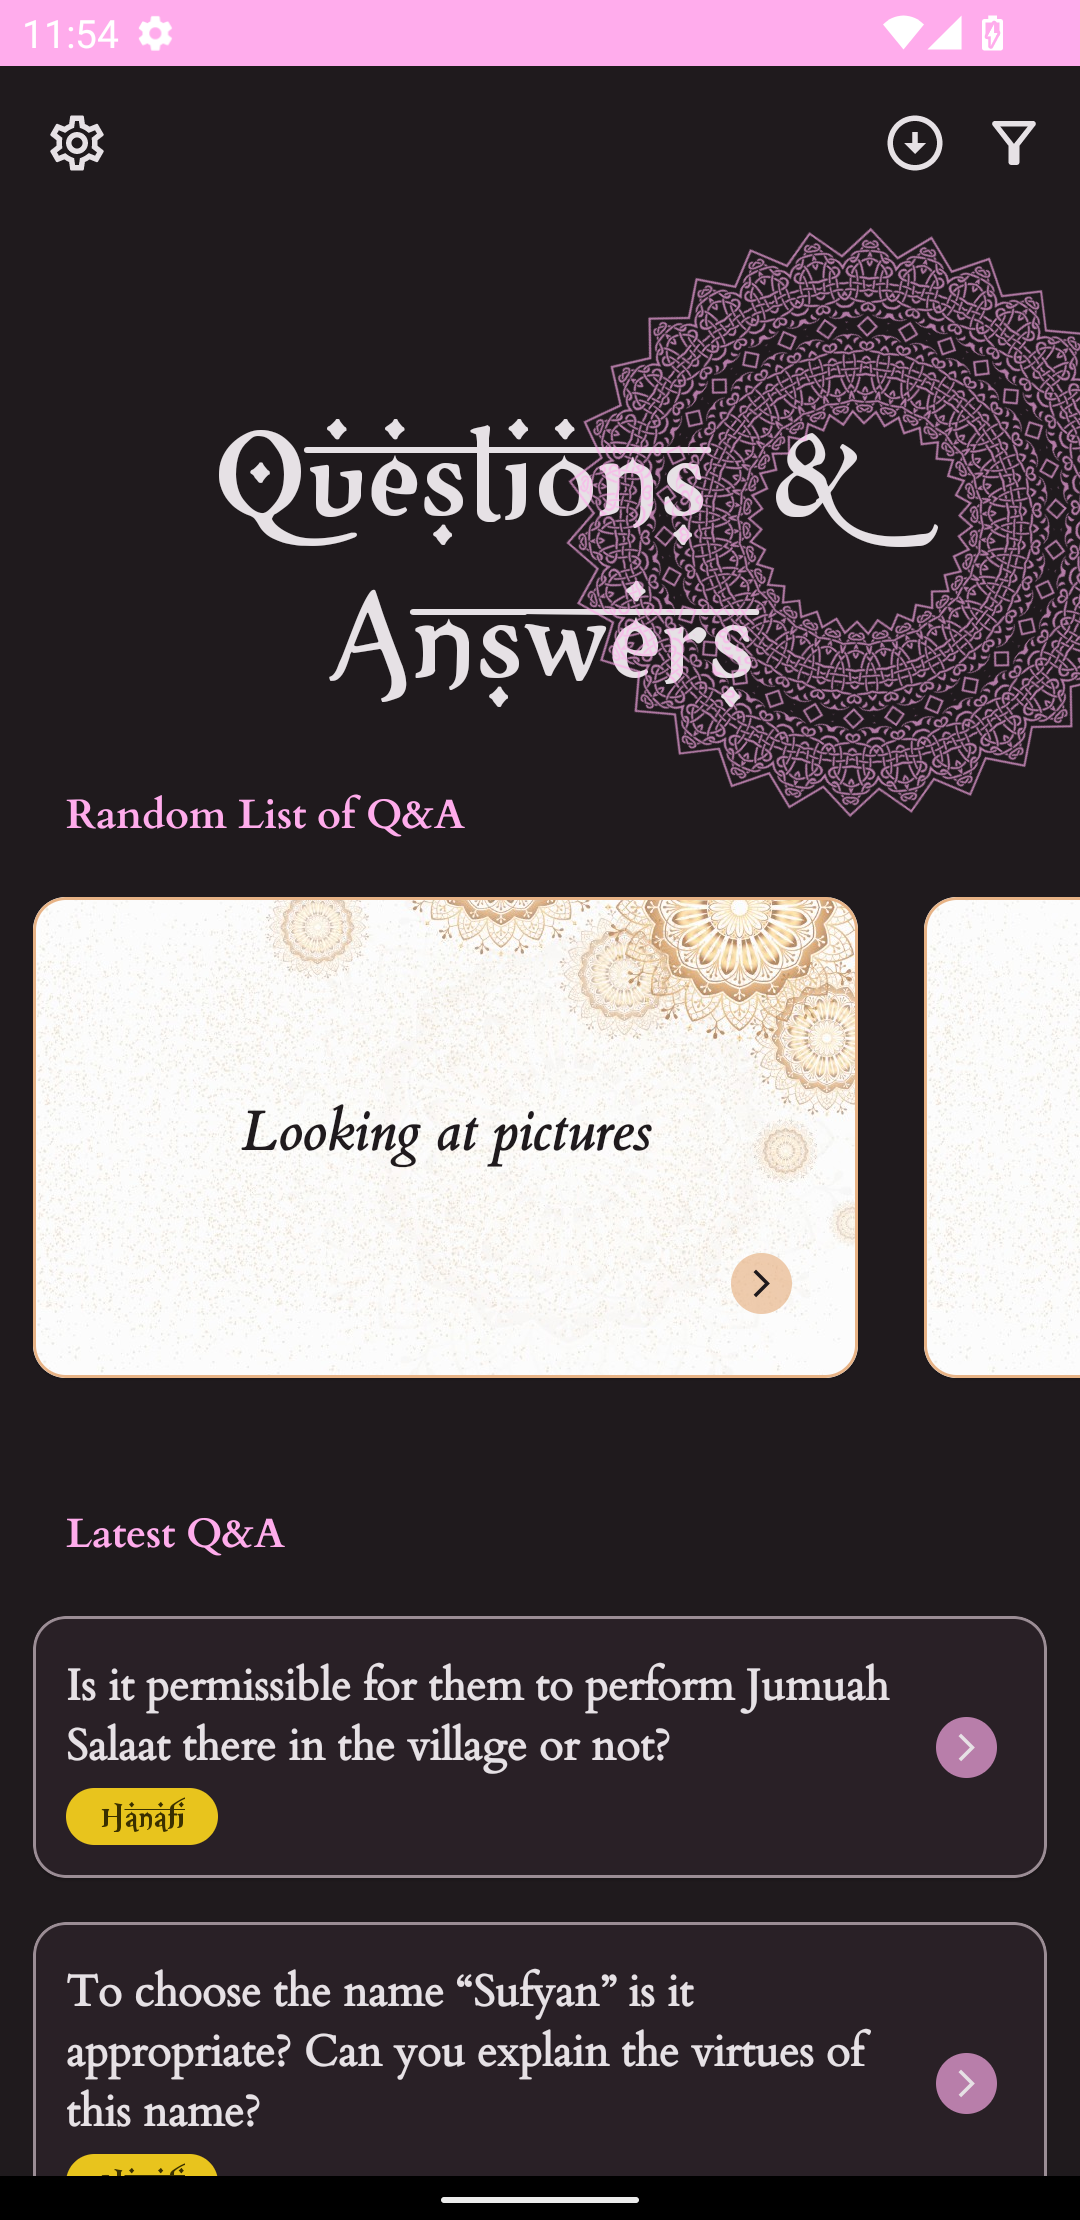 11:54
Questions &
Answers
Random List of Q&A
Looking at pictures
Latest Q&A
Is it permissible for them to perform Jumuah
Salaat there in the village or not?
Hanafi
To choose the name “Sufyan” is it
appropriate? Can you explain the virtues of
this name?